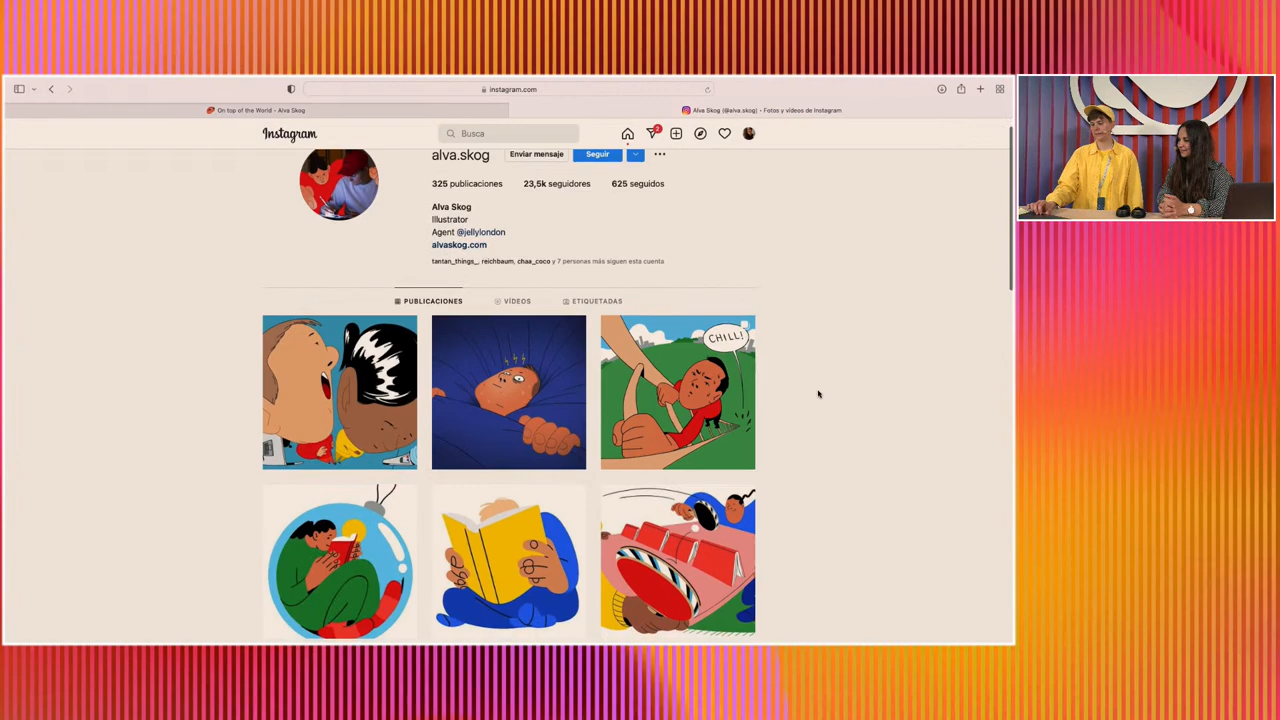 instagram.com
On top of the World - Alva Skog
Alva Skog (@alva.skog) • Fotos y vídeos de Instagram
Instagram
Busca
2
alva.skog
Enviar mensaje
Seguir
325 publicaciones
23,5k seguidores
625 seguidos
Alva Skog
Illustrator
Agent @jellylondon
alvaskog.com
tantan_things_, reichbaum, chaa_coco y 7 personas más siguen esta cuenta
PUBLICACIONES
VÍDEOS
ETIQUETADAS
CHILL!